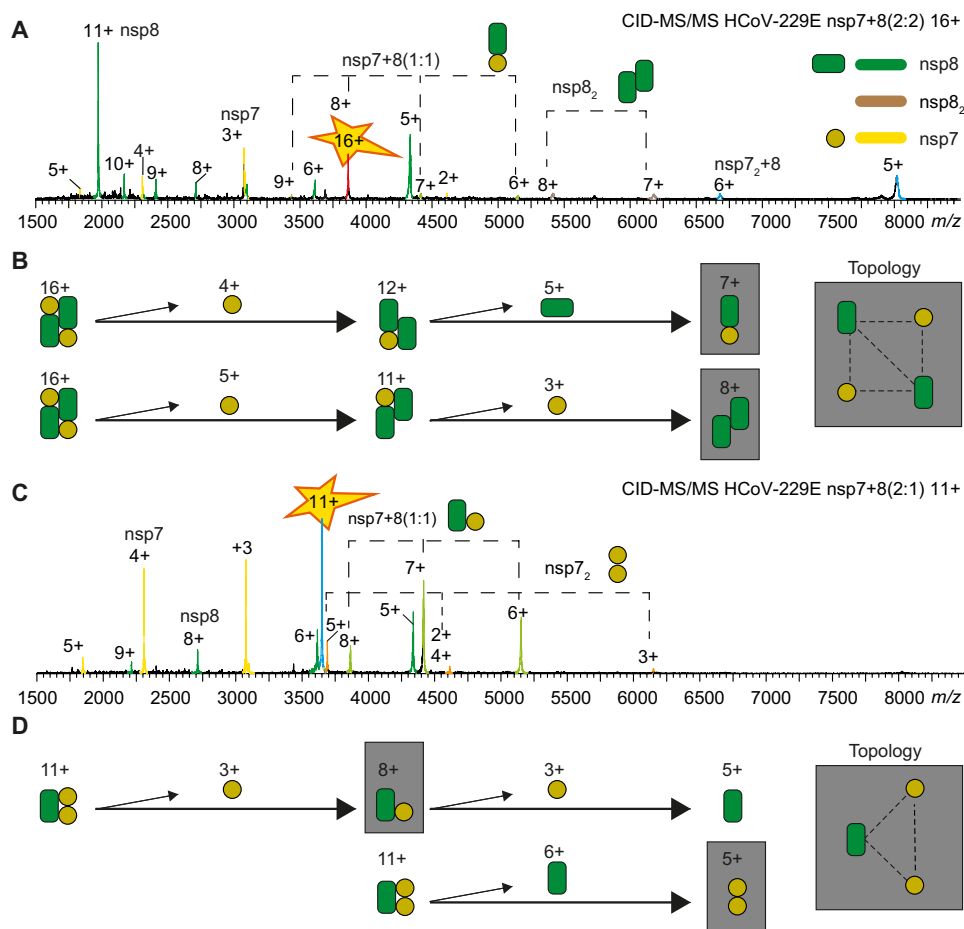 A
CID-MS/MS HCoV-229E nsp7+8(2:2) 16+
11+ nsp8
nsp7+8(1:1)
nsp8₂
nsp8
nsp8₂
nsp7
nsp7
3+
8+
16+
5+
5+
4+
10+
9+
8+
9+
6+
7+
2+
6+
8+
7+
nsp7₂+8
6+
5+
1500 2000 2500 3000 3500 4000 4500 5000 5500 6000 6500 7000 7500 8000 m/z
B
16+
4+
12+
5+
7+
Topology
16+
5+
11+
3+
8+
C
CID-MS/MS HCoV-229E nsp7+8(2:1) 11+
11+
nsp7+8(1:1)
nsp7₂
nsp7
4+
+3
7+
nsp8
8+
5+
9+
6+
5+
8+
5+
2+
4+
6+
3+
1500 2000 2500 3000 3500 4000 4500 5000 5500 6000 6500 7000 7500 8000 m/z
D
11+
3+
8+
3+
5+
Topology
11+
6+
5+